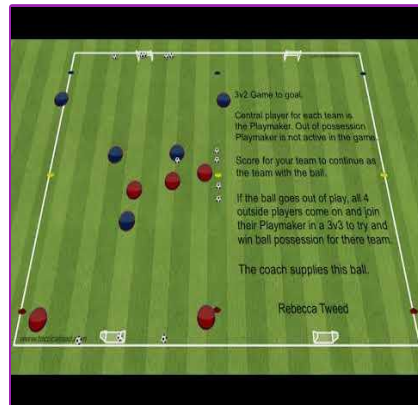 3v2 Game to goal.
Central player for each team is
the Playmaker. Out of possession
Playmaker is not active in the game.
Score for your team to continue as
the team with the ball.
If the ball goes out of play, all 4
outside players come on and join
their Playmaker in a 3v3 to try and
win ball possession for there team.
The coach supplies this ball.
Rebecca Tweed